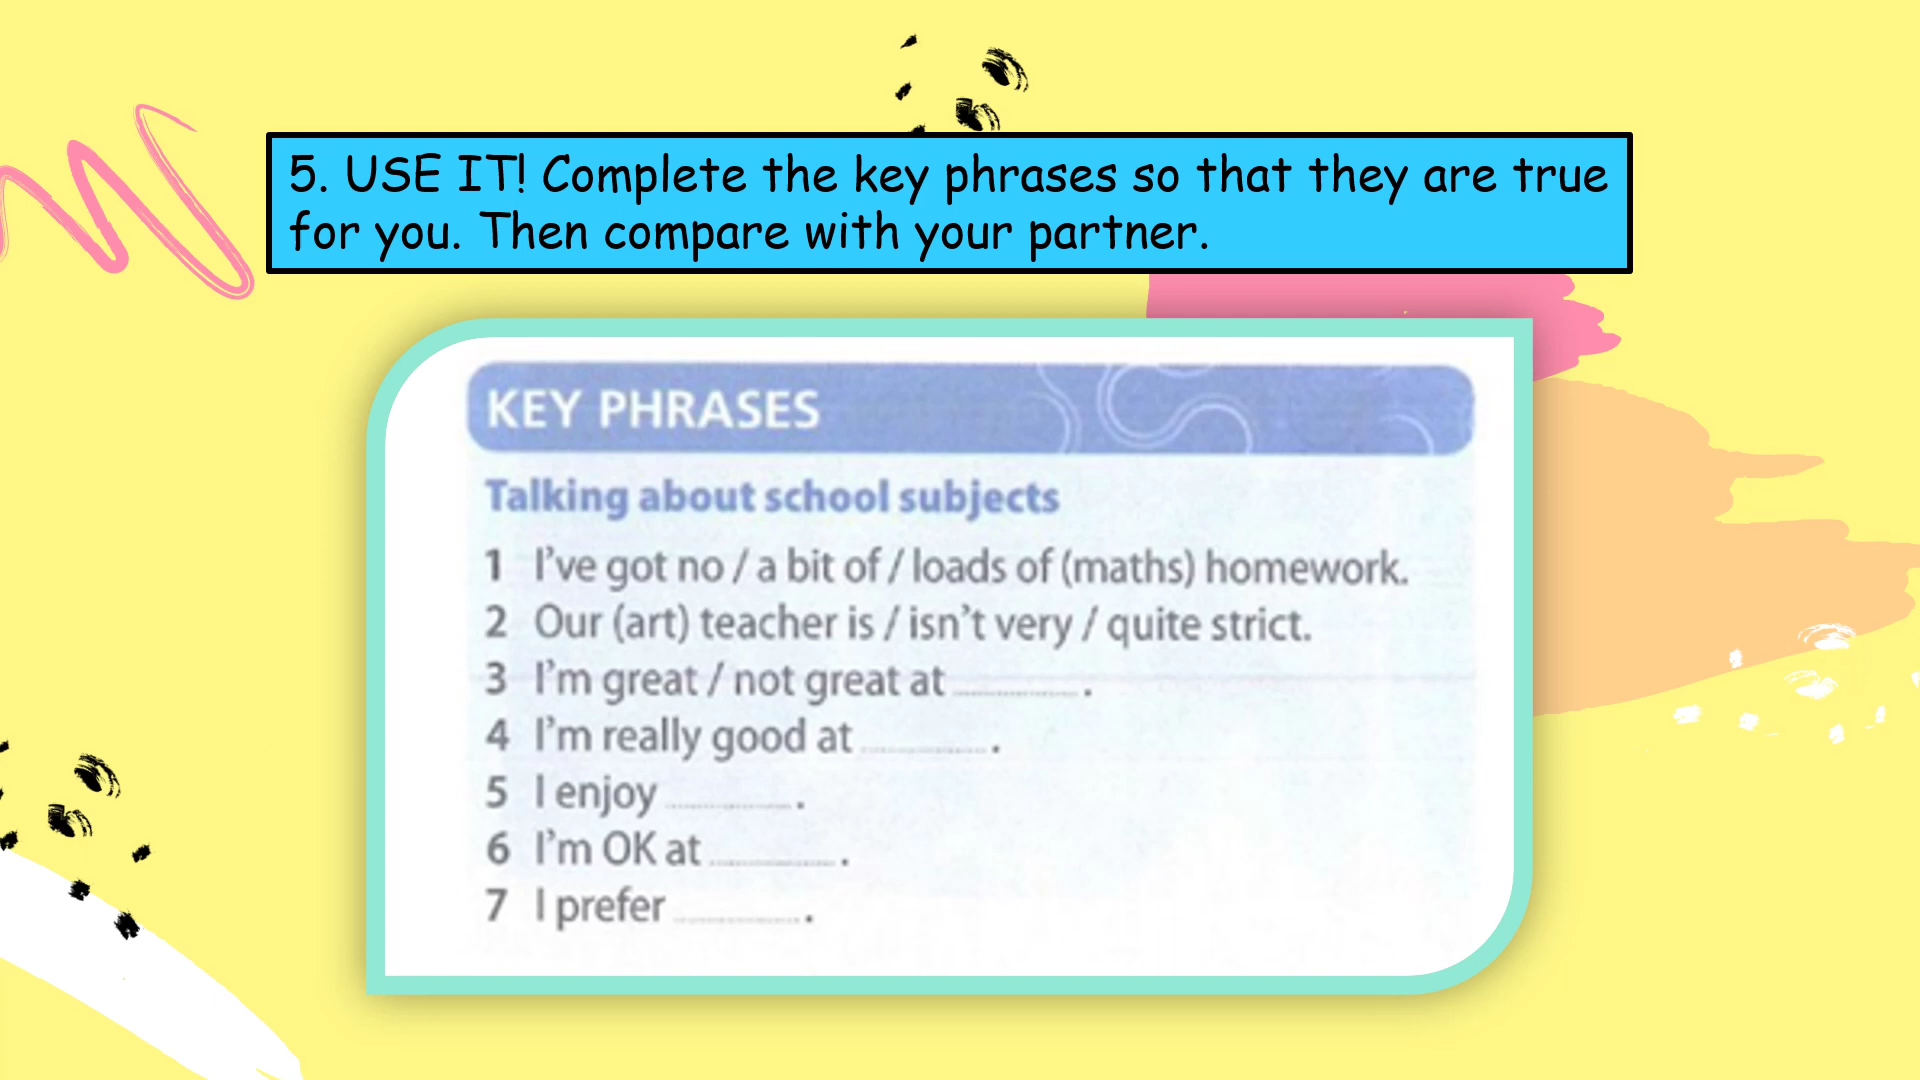 5. USE IT! Complete the key phrases so that they are true
for you. Then compare with your partner.
KEY PHRASES
Talking about school subjects
1 I've got no / a bit of / loads of (maths) homework.
2 Our (art) teacher is / isn't very / quite strict.
3 I'm great / not great at ............ .
4 I'm really good at ............ .
5 I enjoy ............ .
6 I'm OK at ............ .
7 I prefer ............ .